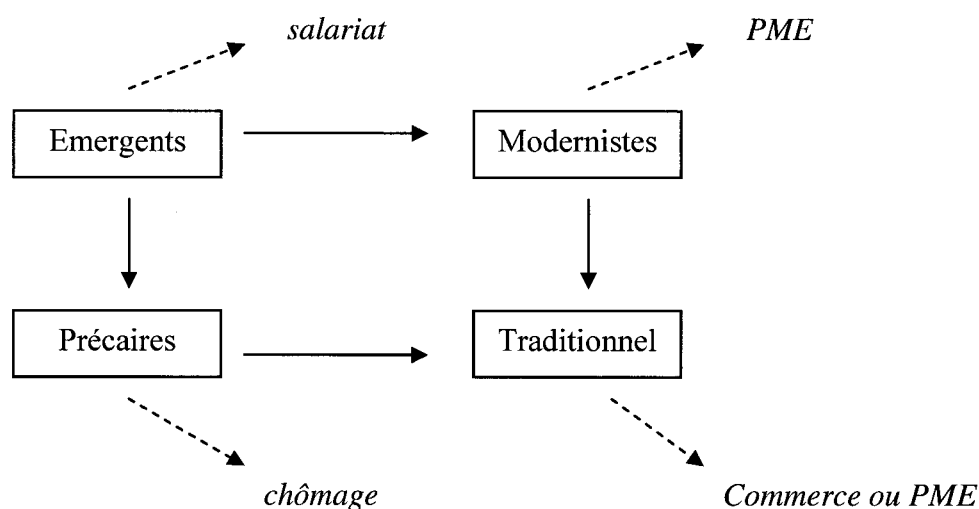 salariat
PME
Emergents
Modernistes
Précaires
Traditionnel
chômage
Commerce ou PME